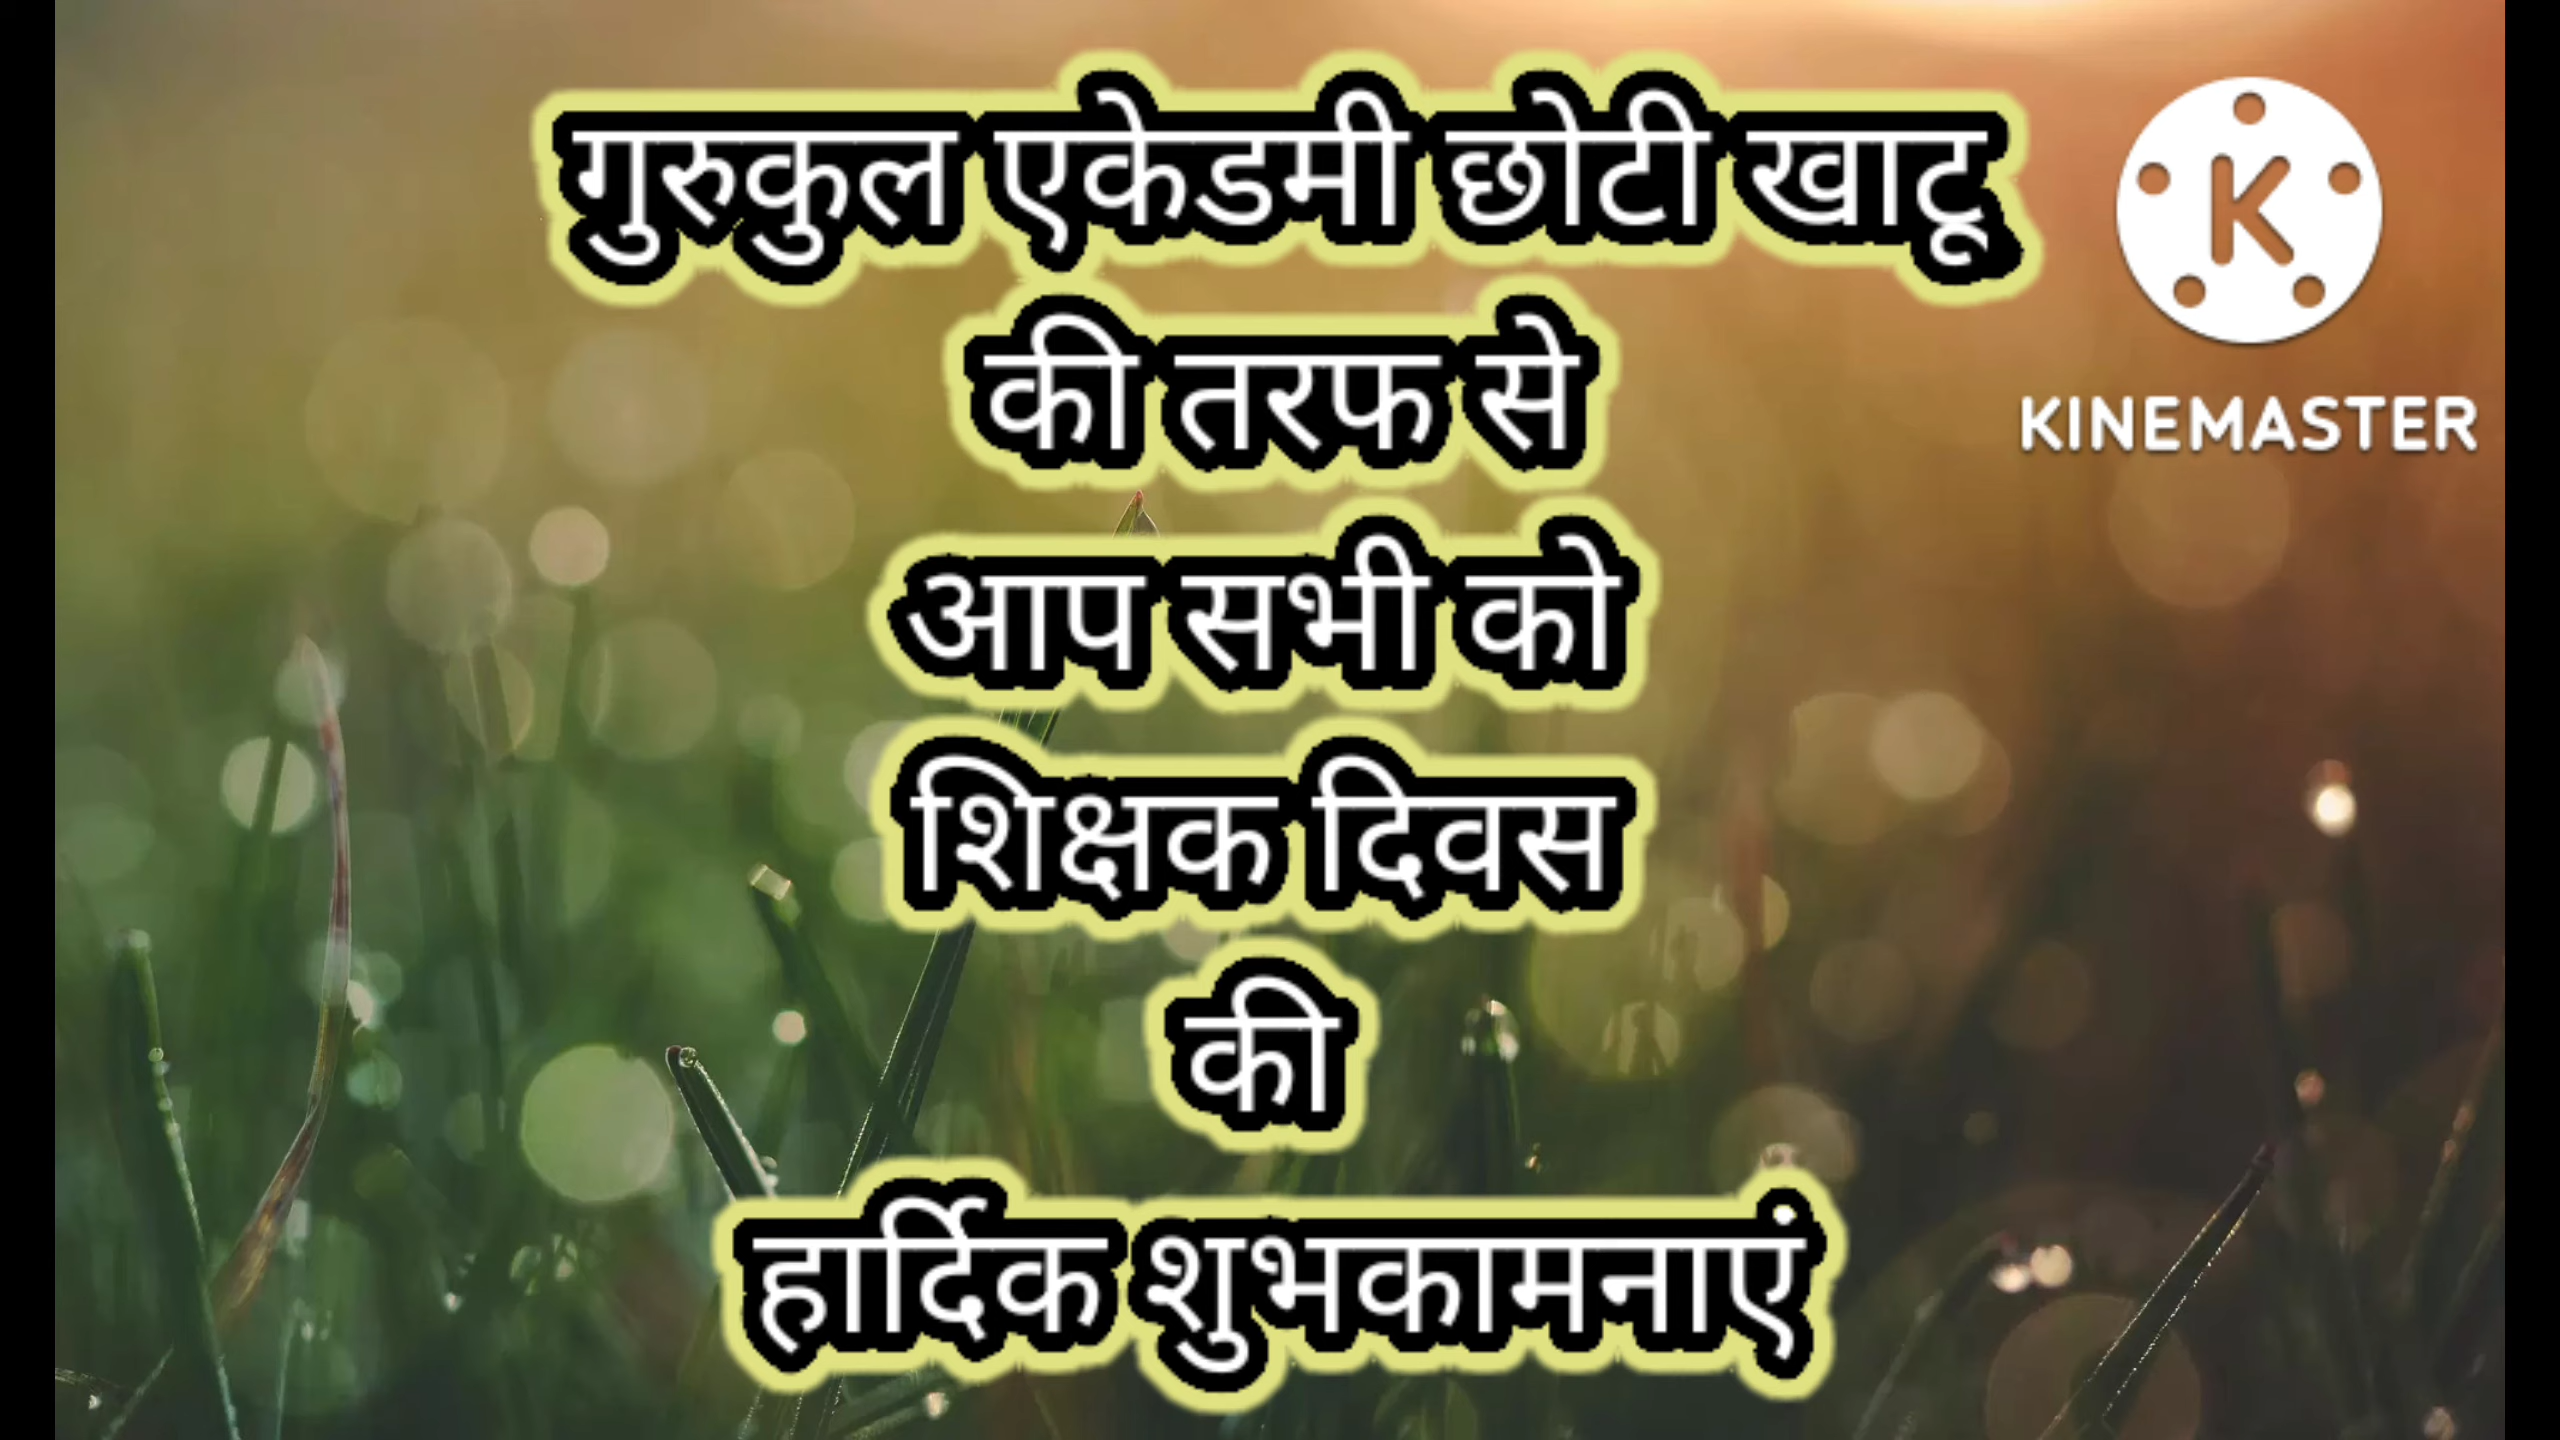 गुरुकुल एकेडमी छोटी खाटू
की तरफ से
आप सभी को
शिक्षक दिवस
की
हार्दिक शुभकामनाएं
K
KINEMASTER